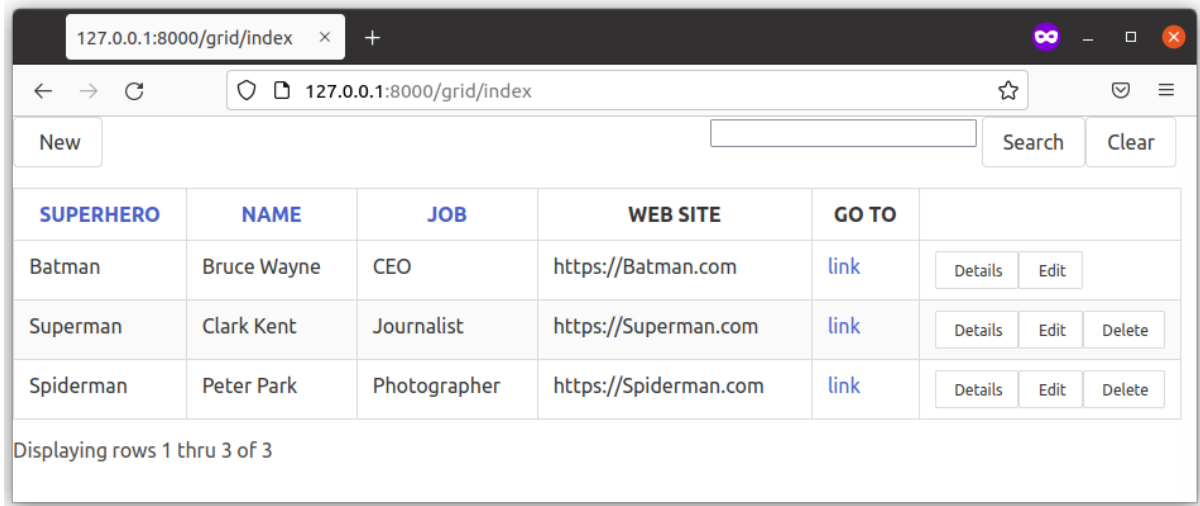 127.0.0.1:8000/grid/index
127.0.0.1:8000/grid/index
New Search Clear
SUPERHERO NAME JOB WEB SITE GO TO
Batman Bruce Wayne CEO https://Batman.com link Details Edit
Superman Clark Kent Journalist https://Superman.com link Details Edit Delete
Spiderman Peter Park Photographer https://Spiderman.com link Details Edit Delete
Displaying rows 1 thru 3 of 3